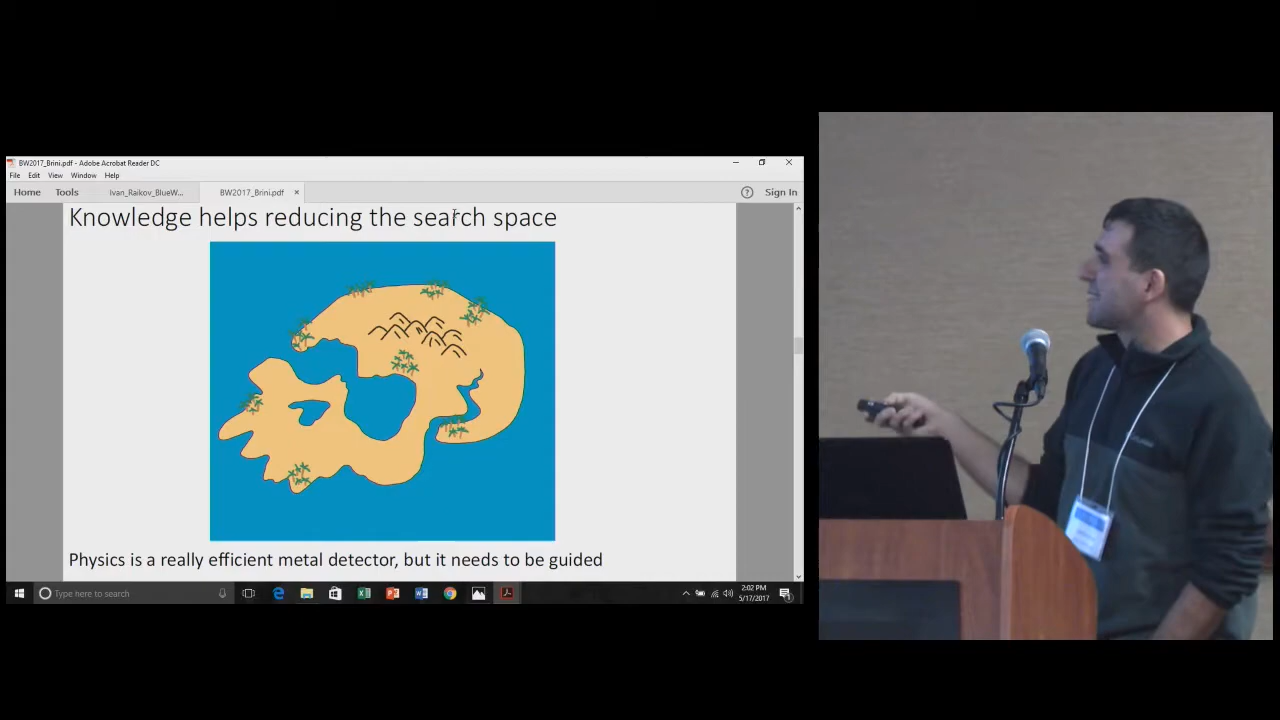 BW2017_Brini.pdf - Adobe Acrobat Reader DC
File Edit View Window Help
Home Tools Ivan_Raikov_BlueW... BW2017_Brini.pdf × Sign In
Knowledge helps reducing the search space
Physics is a really efficient metal detector, but it needs to be guided
Type here to search
2:02 PM
5/17/2017